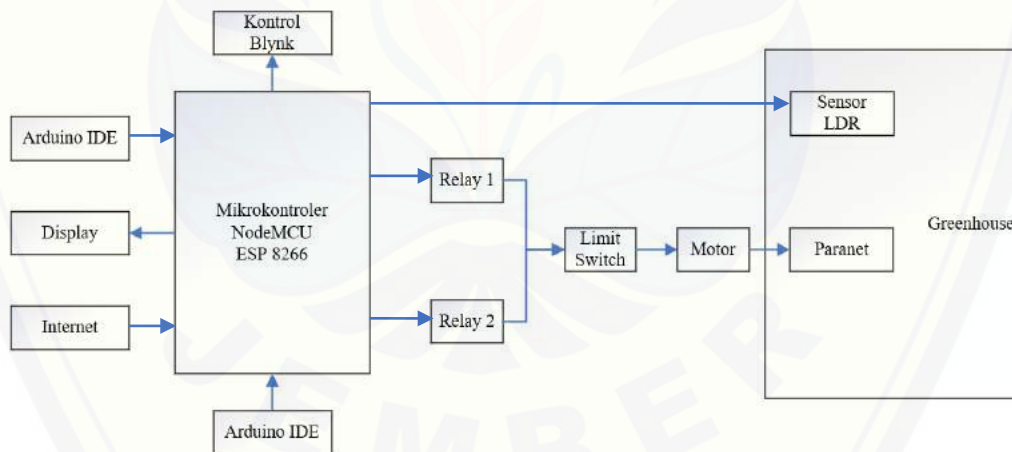 Kontrol
Blynk
Arduino IDE
Display
Internet
Mikrokontroler
NodeMCU
ESP 8266
Arduino IDE
Relay 1
Relay 2
Limit
Switch
Motor
Sensor
LDR
Paranet
Greenhouse
JEMBER